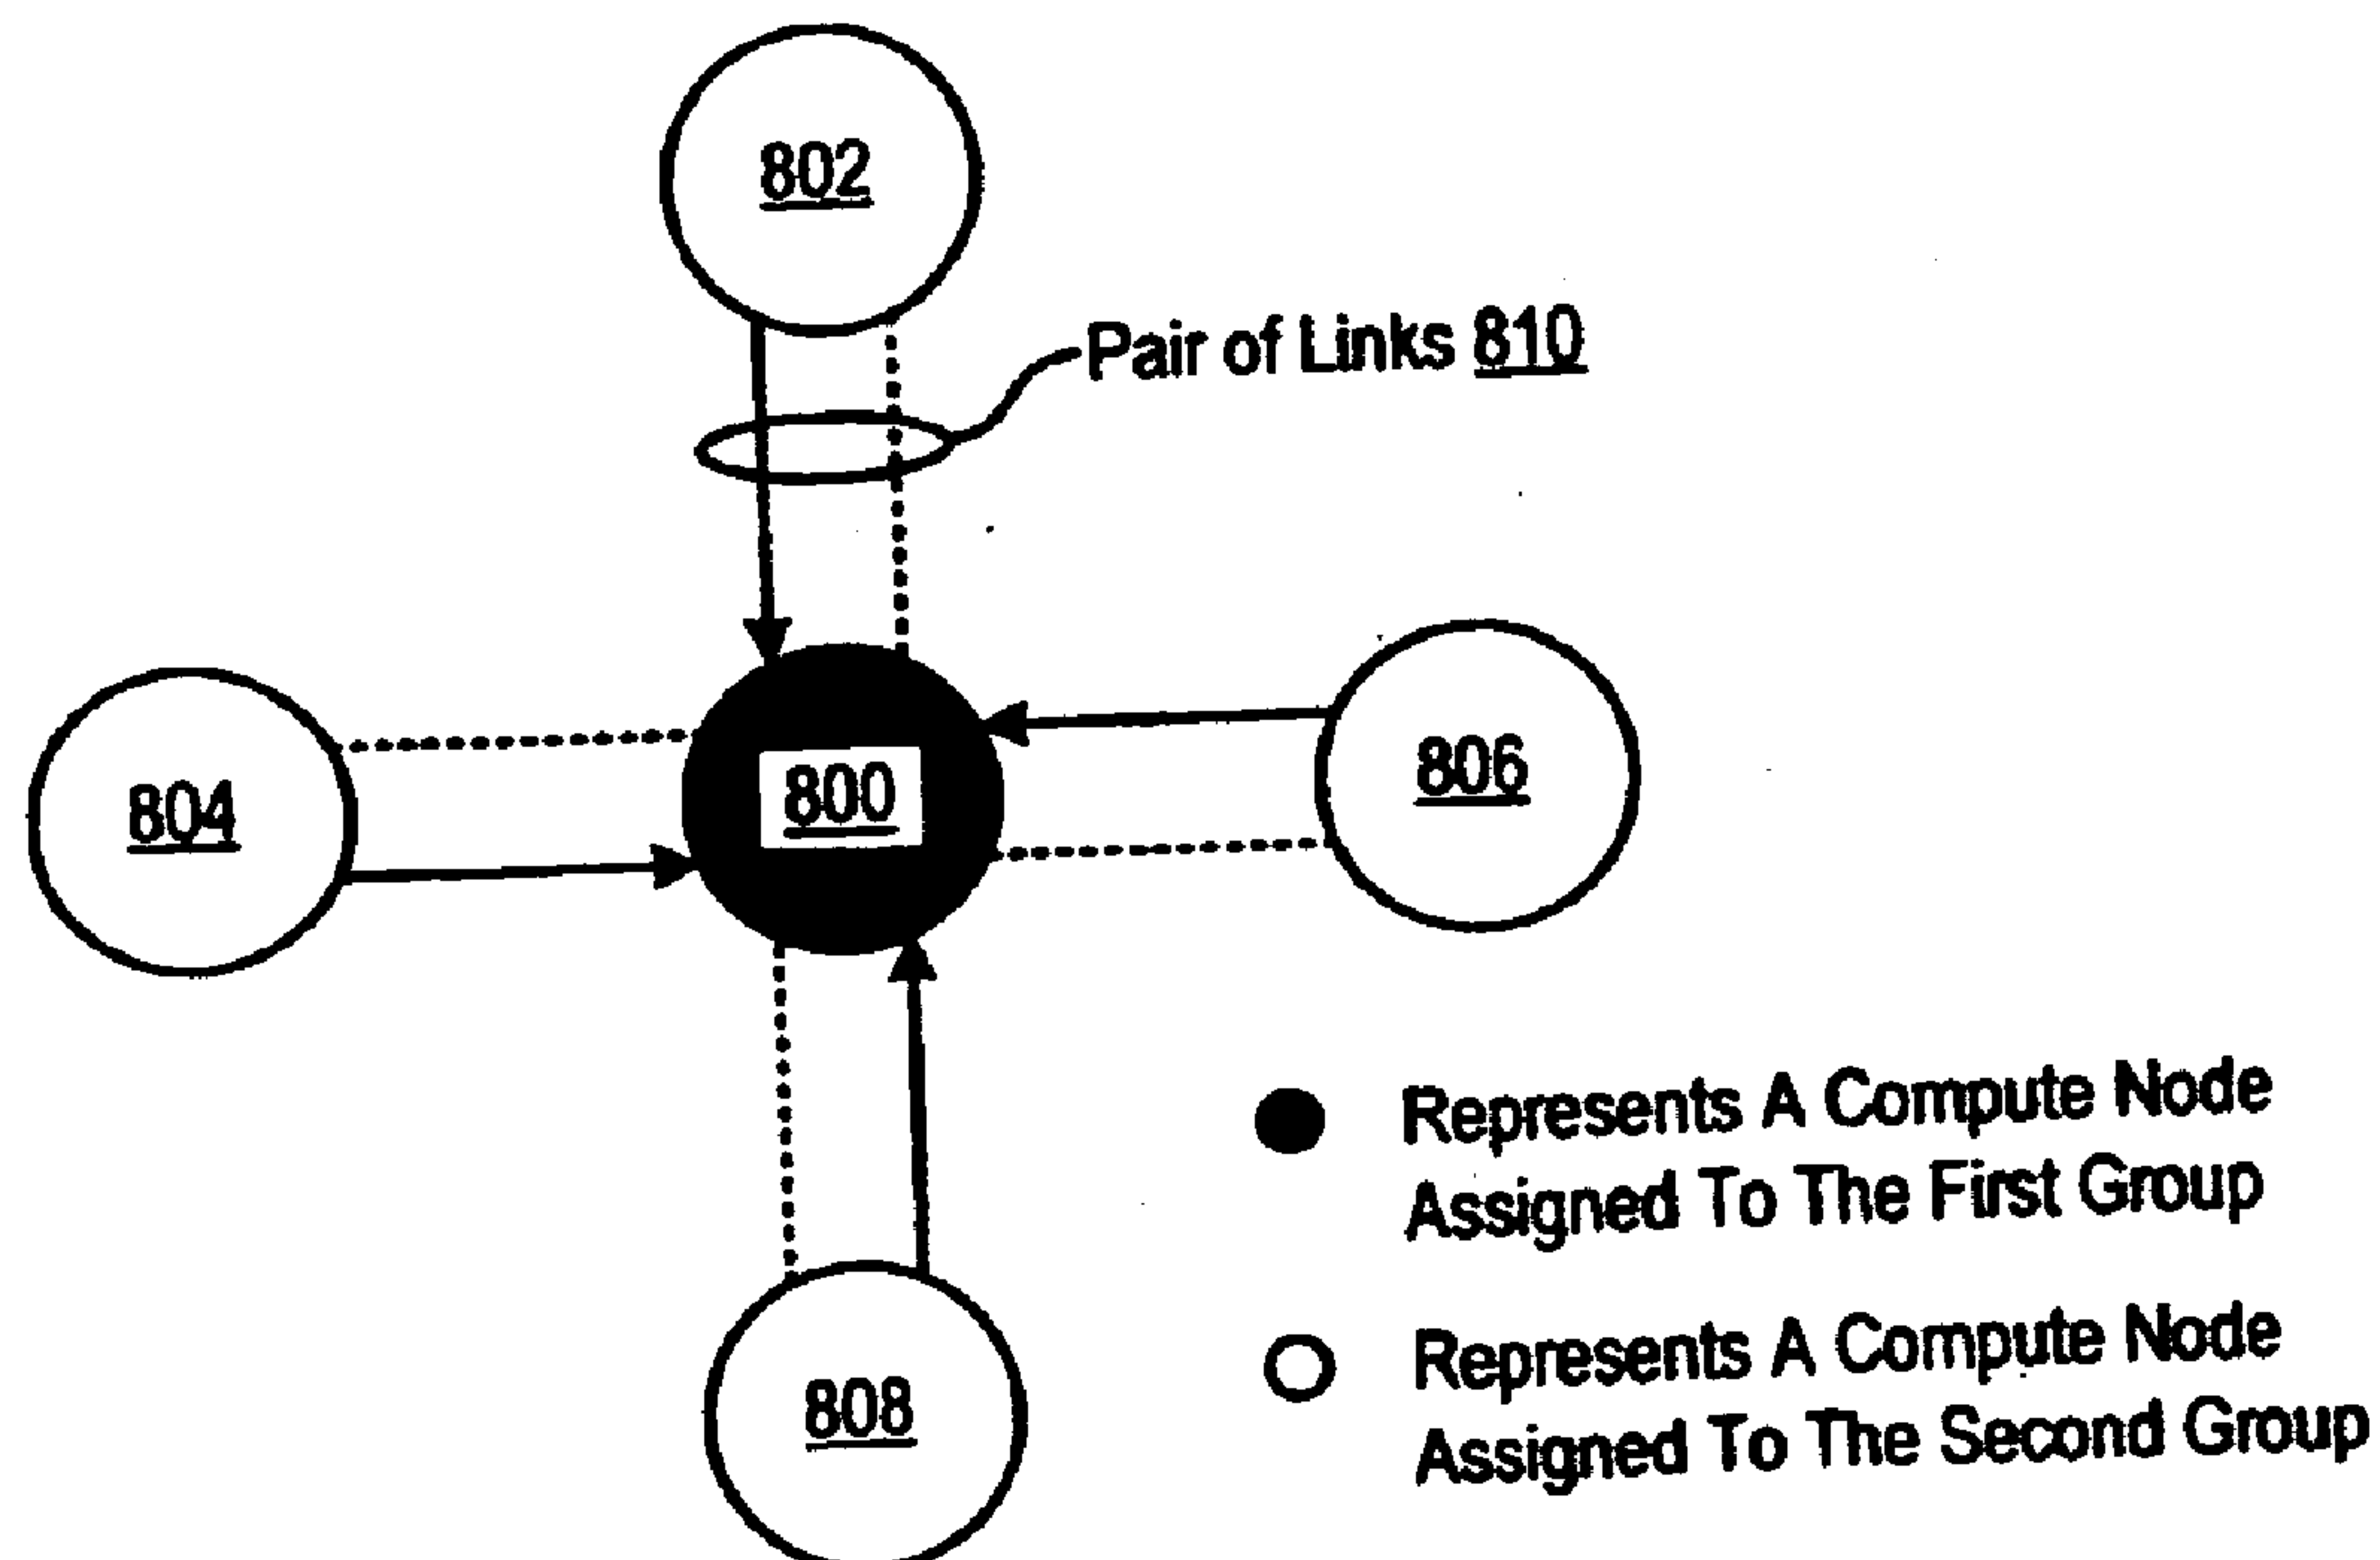 802
Pair of Links 810
804
800
806
808
Represents A Compute Node
Assigned To The First Group
Represents A Compute Node
Assigned To The Second Group